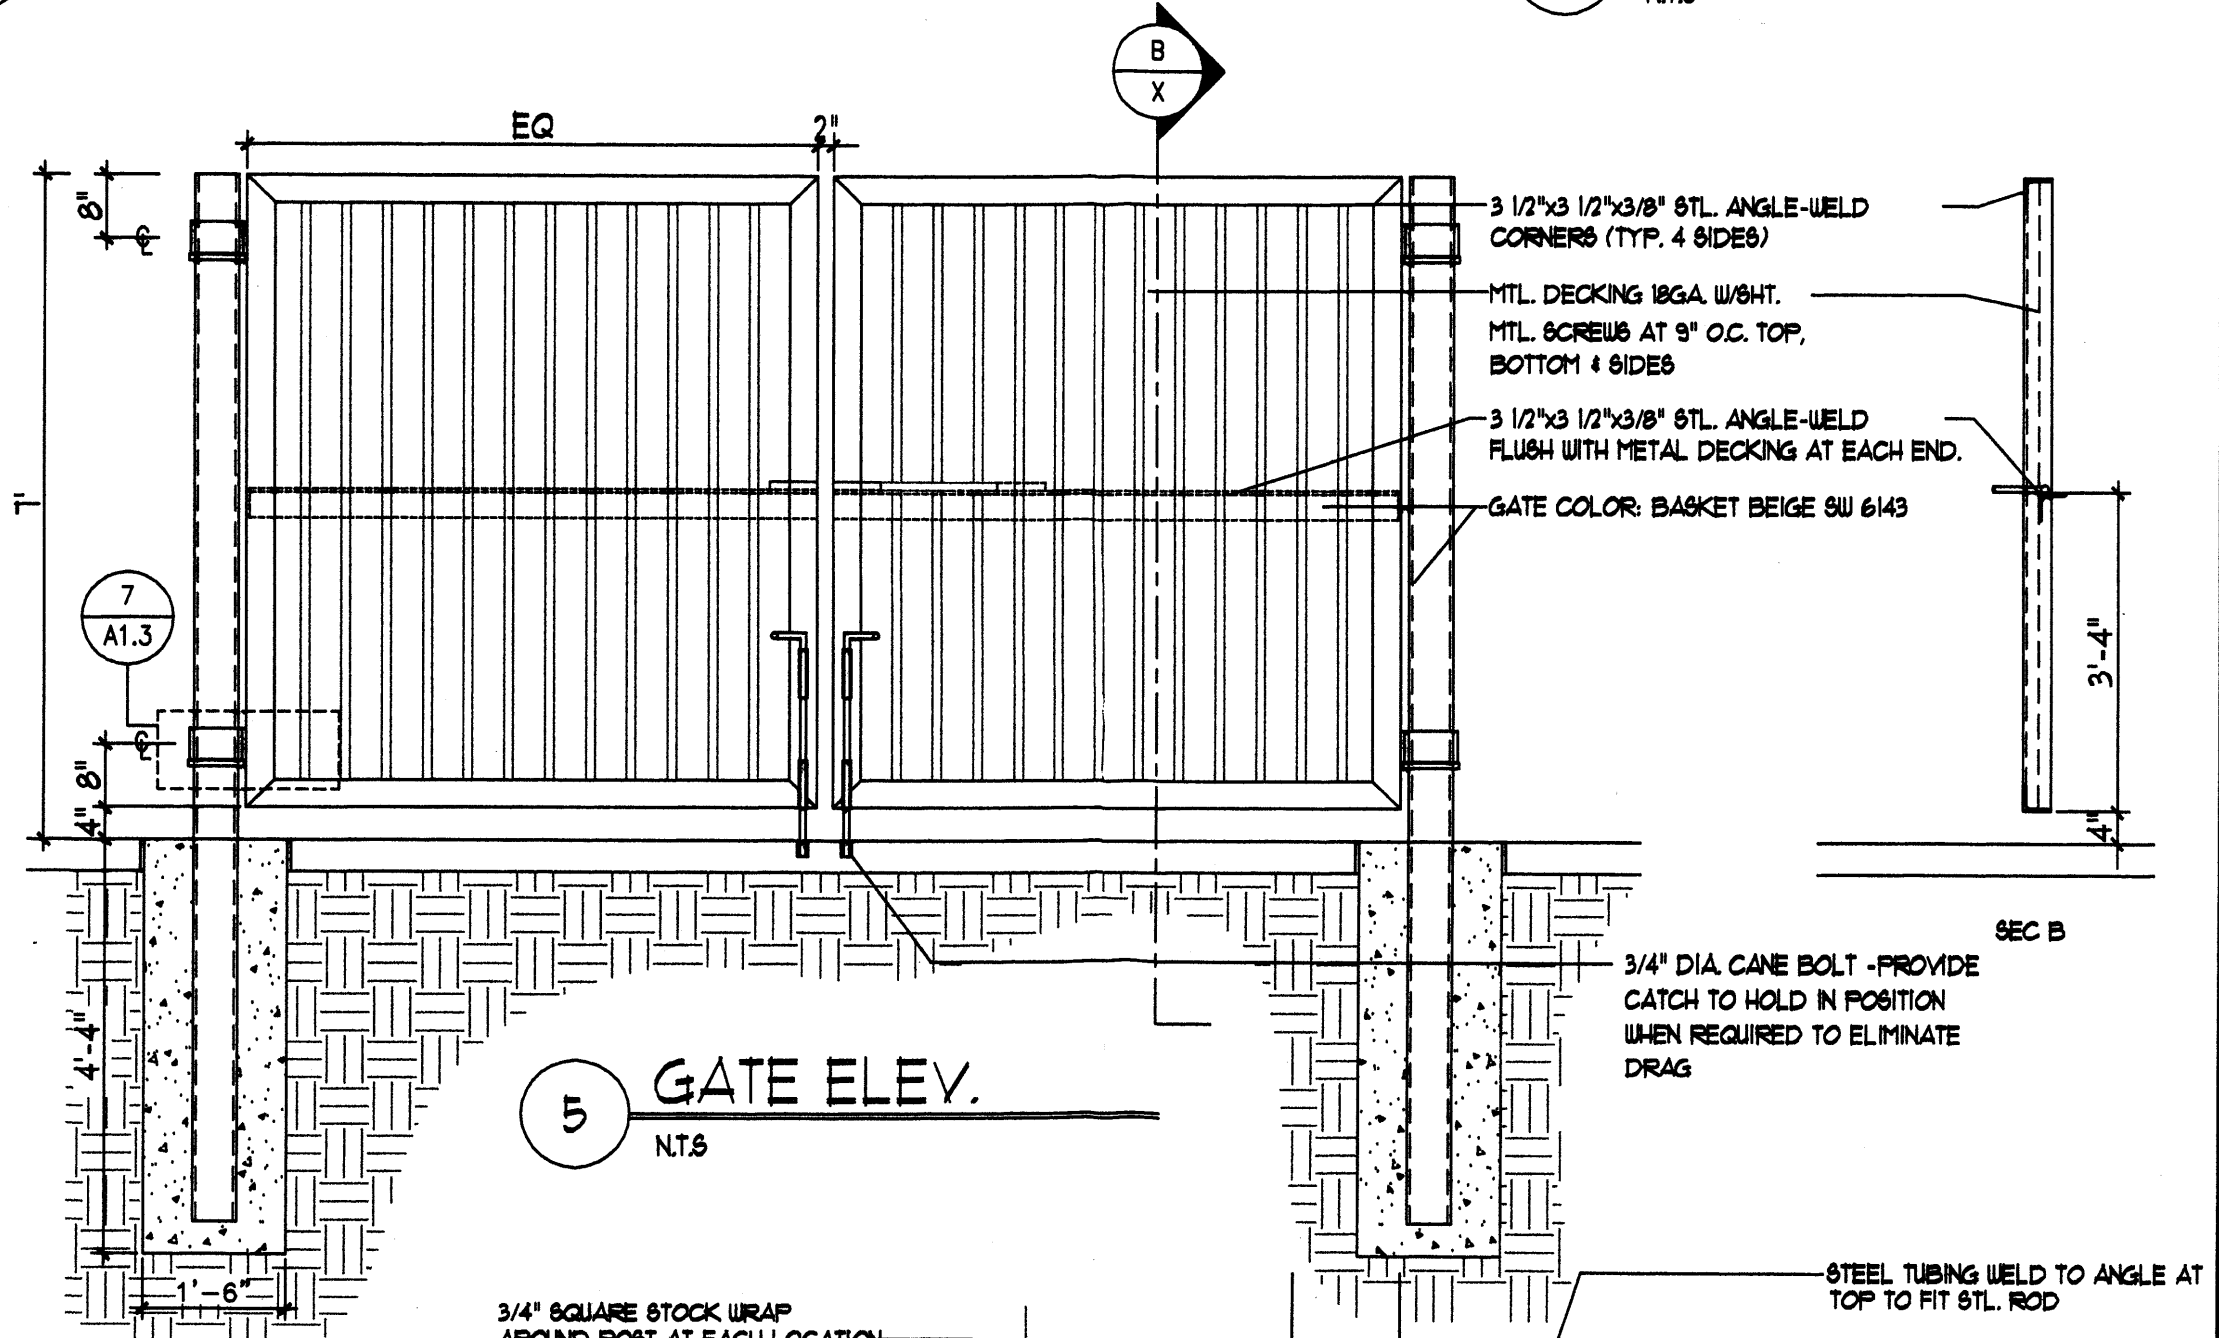 B
X
EQ
2"
8"
℄
3 1/2"x3 1/2"x3/8" STL. ANGLE-WELD
CORNERS (TYP. 4 SIDES)
MTL. DECKING 18GA. W/SHT.
MTL. SCREWS AT 9" O.C. TOP,
BOTTOM & SIDES
3 1/2"x3 1/2"x3/8" STL. ANGLE-WELD
FLUSH WITH METAL DECKING AT EACH END.
GATE COLOR: BASKET BEIGE SW 6143
7'
7
A1.3
3'-4"
℄
8"
4"
4"
SEC B
3/4" DIA. CANE BOLT -PROVIDE
CATCH TO HOLD IN POSITION
WHEN REQUIRED TO ELIMINATE
DRAG
4'-4"
5
GATE ELEV.
N.T.S
1'-6"
STEEL TUBING WELD TO ANGLE AT
TOP TO FIT STL. ROD
3/4" SQUARE STOCK WRAP
AROUND POST AT EACH LOCATION